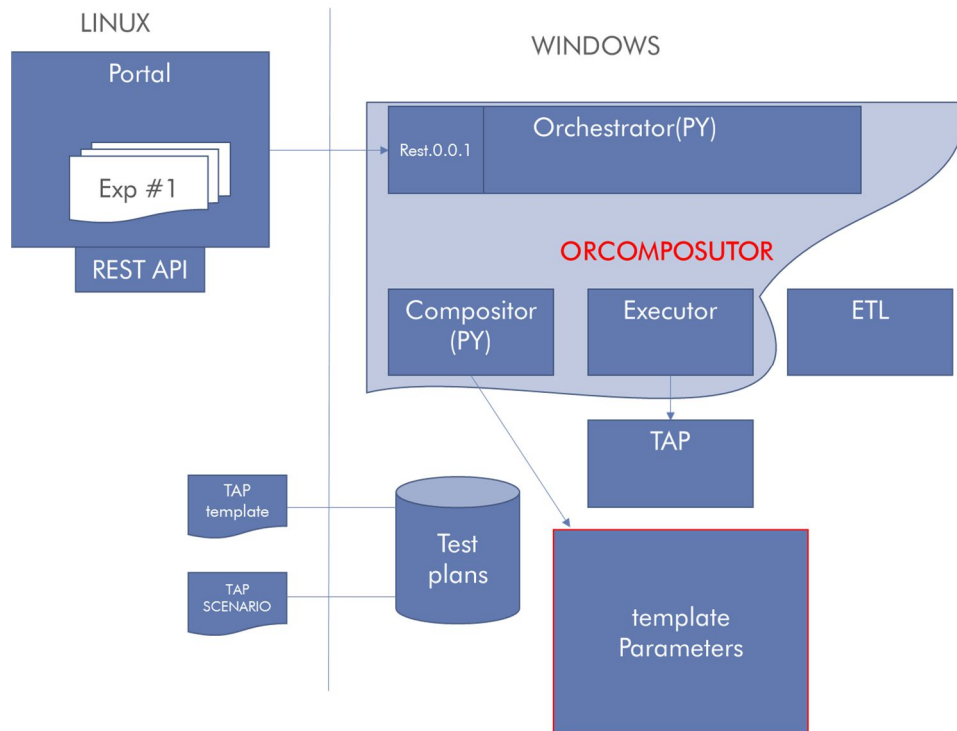 LINUX
WINDOWS
Portal
Exp #1
REST API
Rest.0.0.1
Orchestrator(PY)
ORCOMPOSUTOR
Compositor
(PY)
Executor
ETL
TAP
TAP
template
TAP
SCENARIO
Test
plans
template
Parameters